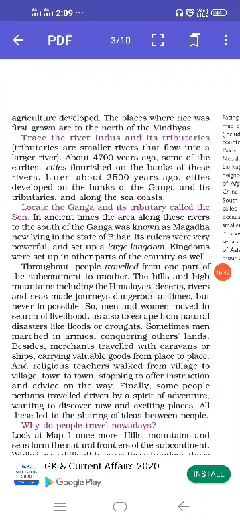 2:09
PDF
3/10
agriculture developed. The places where rice was
first grown are to the north of the Vindhyas.
Trace the river Indus and its tributaries
(tributaries are smaller rivers that flow into a
larger river). About 4700 years ago, some of the
earliest cities flourished on the banks of these
rivers. Later, about 2500 years ago, cities
developed on the banks of the Ganga and its
tributaries, and along the sea coasts.
Locate the Ganga and its tributary called the
Son. In ancient times the area along these rivers
to the south of the Ganga was known as Magadha
now lying in the state of Bihar. Its rulers were very
powerful, and set up a large kingdom. Kingdoms
were set up in other parts of the country as well.
Throughout, people travelled from one part of
the subcontinent to another. The hills and high
mountains including the Himalayas, deserts, rivers
and seas made journeys dangerous at times, but
never impossible. So, men and women moved in
search of livelihood, as also to escape from natural
disasters like floods or droughts. Sometimes men
marched in armies, conquering others' lands.
Besides, merchants travelled with caravans or
ships, carrying valuable goods from place to place.
And religious teachers walked from village to
village, town to town, stopping to offer instruction
and advice on the way. Finally, some people
perhaps travelled driven by a spirit of adventure,
wanting to discover new and exciting places. All
these led to the sharing of ideas between people.
Why do people travel nowadays?
Look at Map 1 once more. Hills, mountains and
seas form the natural frontiers of the subcontinent.
GK & Current Affairs 2020
Google Play
INSTALL